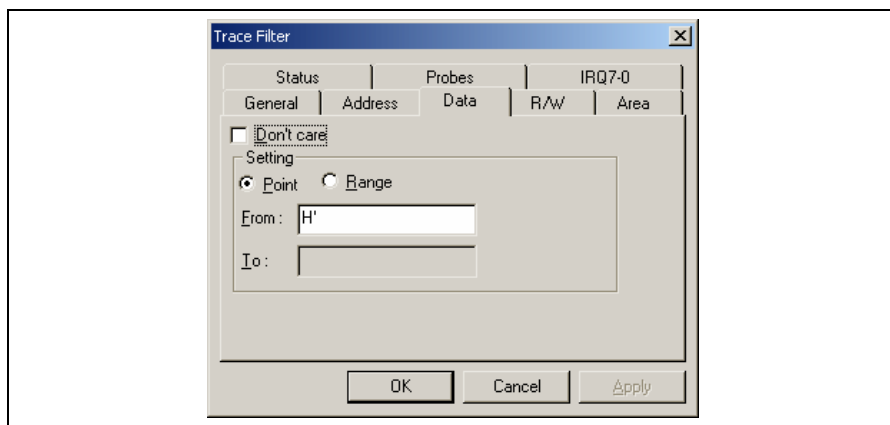 Trace Filter
Status Probes IRQ7-0
General Address Data R/W Area
Don't care
Setting
Point Range
From : H'
To :
OK Cancel Apply